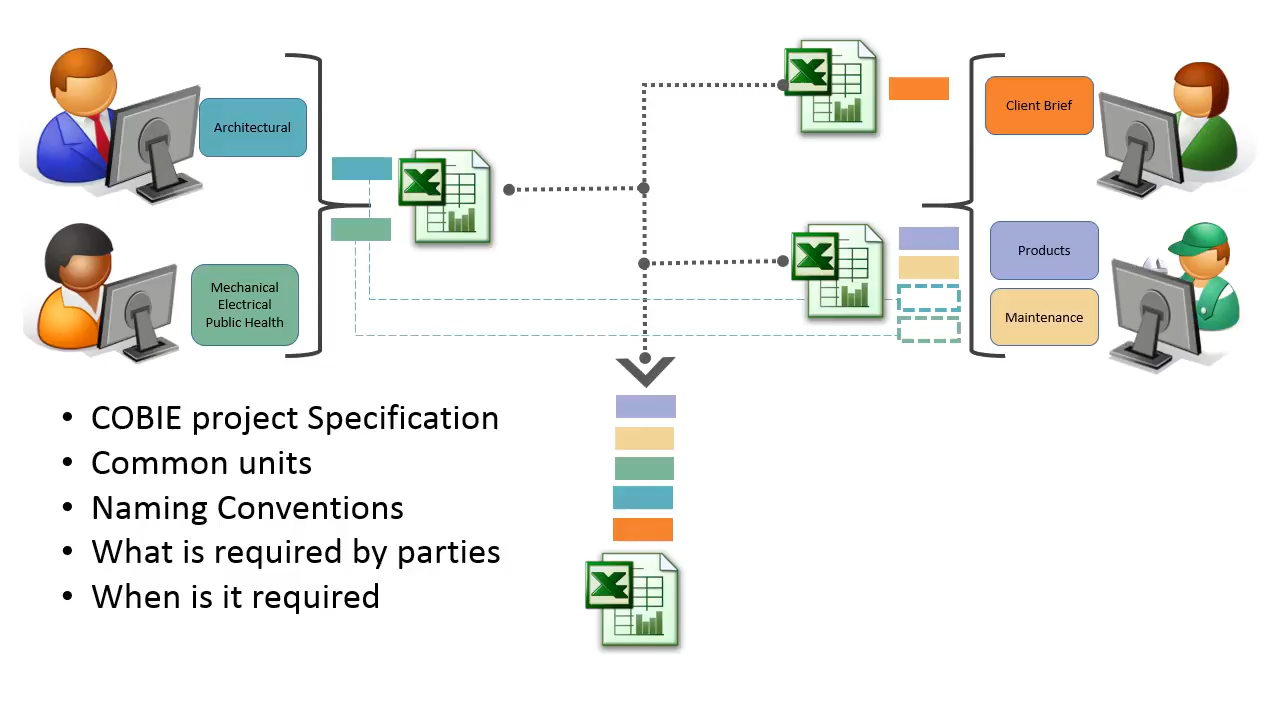 Architectural
Mechanical
Electrical
Public Health
Client Brief
Products
Maintenance
• COBIE project Specification
• Common units
• Naming Conventions
• What is required by parties
• When is it required